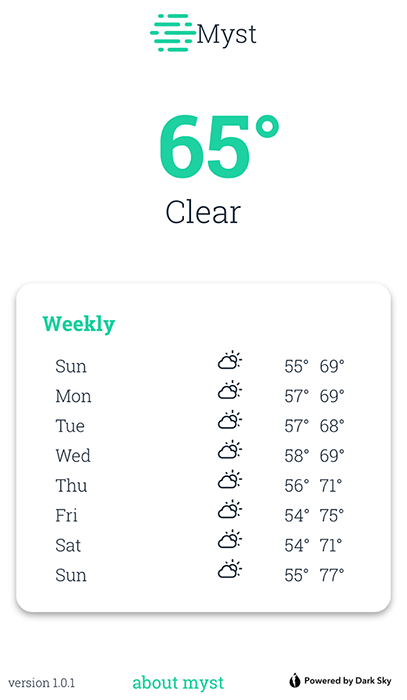 Myst
65°
Clear
Weekly
Sun 55° 69°
Mon 57° 69°
Tue 57° 68°
Wed 58° 69°
Thu 56° 71°
Fri 54° 75°
Sat 54° 71°
Sun 55° 77°
version 1.0.1 about myst Powered by Dark Sky